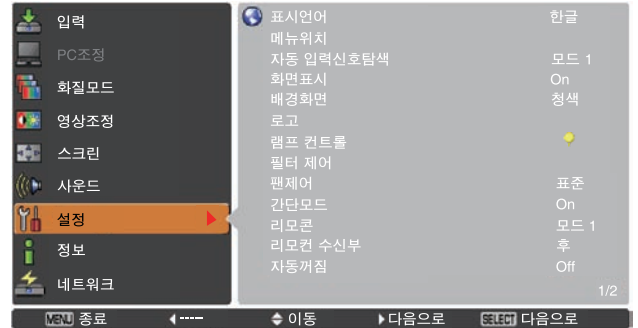 입력
PC조정
화질모드
영상조정
스크린
사운드
설정
정보
네트워크
표시언어 한글
메뉴위치
자동 입력신호탐색 모드 1
화면표시 On
배경화면 청색
로고
램프 컨트롤
필터 제어
팬제어 표준
간단모드 On
리모콘 모드 1
리모컨 수신부 후
자동꺼짐 Off
1/2
MENU 종료 ---- 이동 다음으로 SELECT 다음으로